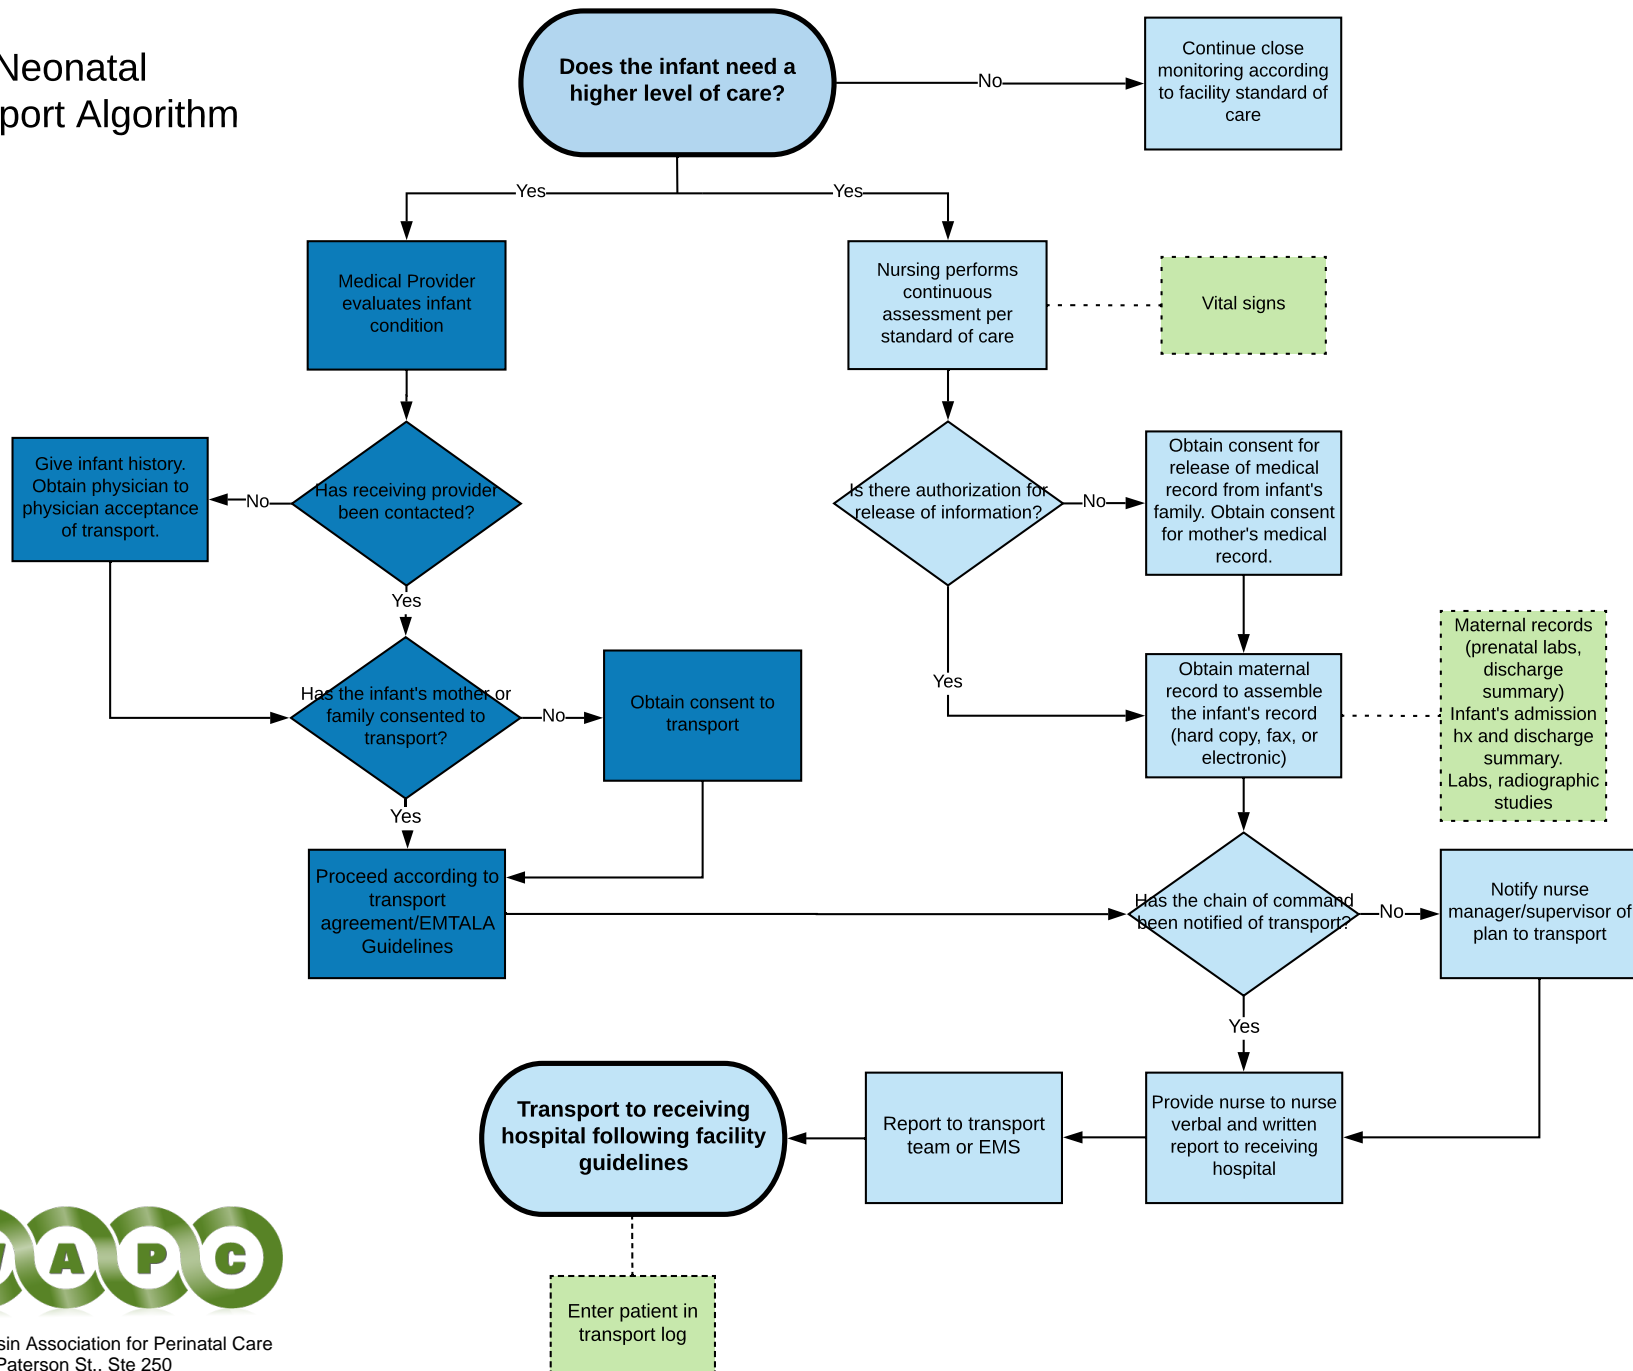 Neonatal
port Algorithm
Does the infant need a
higher level of care?
No
Continue close
monitoring according
to facility standard of
care
Yes
Yes
Medical Provider
evaluates infant
condition
Nursing performs
continuous
assessment per
standard of care
Vital signs
Give infant history.
Obtain physician to
physician acceptance
of transport.
No
Has receiving provider
been contacted?
Is there authorization for
release of information?
No
Obtain consent for
release of medical
record from infant's
family. Obtain consent
for mother's medical
record.
Yes
Has the infant's mother or
family consented to
transport?
No
Obtain consent to
transport
Yes
Obtain maternal
record to assemble
the infant's record
(hard copy, fax, or
electronic)
Maternal records
(prenatal labs,
discharge
summary)
Infant's admission
hx and discharge
summary.
Labs, radiographic
studies
Yes
Proceed according to
transport
agreement/EMTALA
Guidelines
Has the chain of command
been notified of transport?
No
Notify nurse
manager/supervisor of
plan to transport
Yes
Transport to receiving
hospital following facility
guidelines
Report to transport
team or EMS
Provide nurse to nurse
verbal and written
report to receiving
hospital
Enter patient in
transport log
A P C
sin Association for Perinatal Care
Paterson St., Ste 250